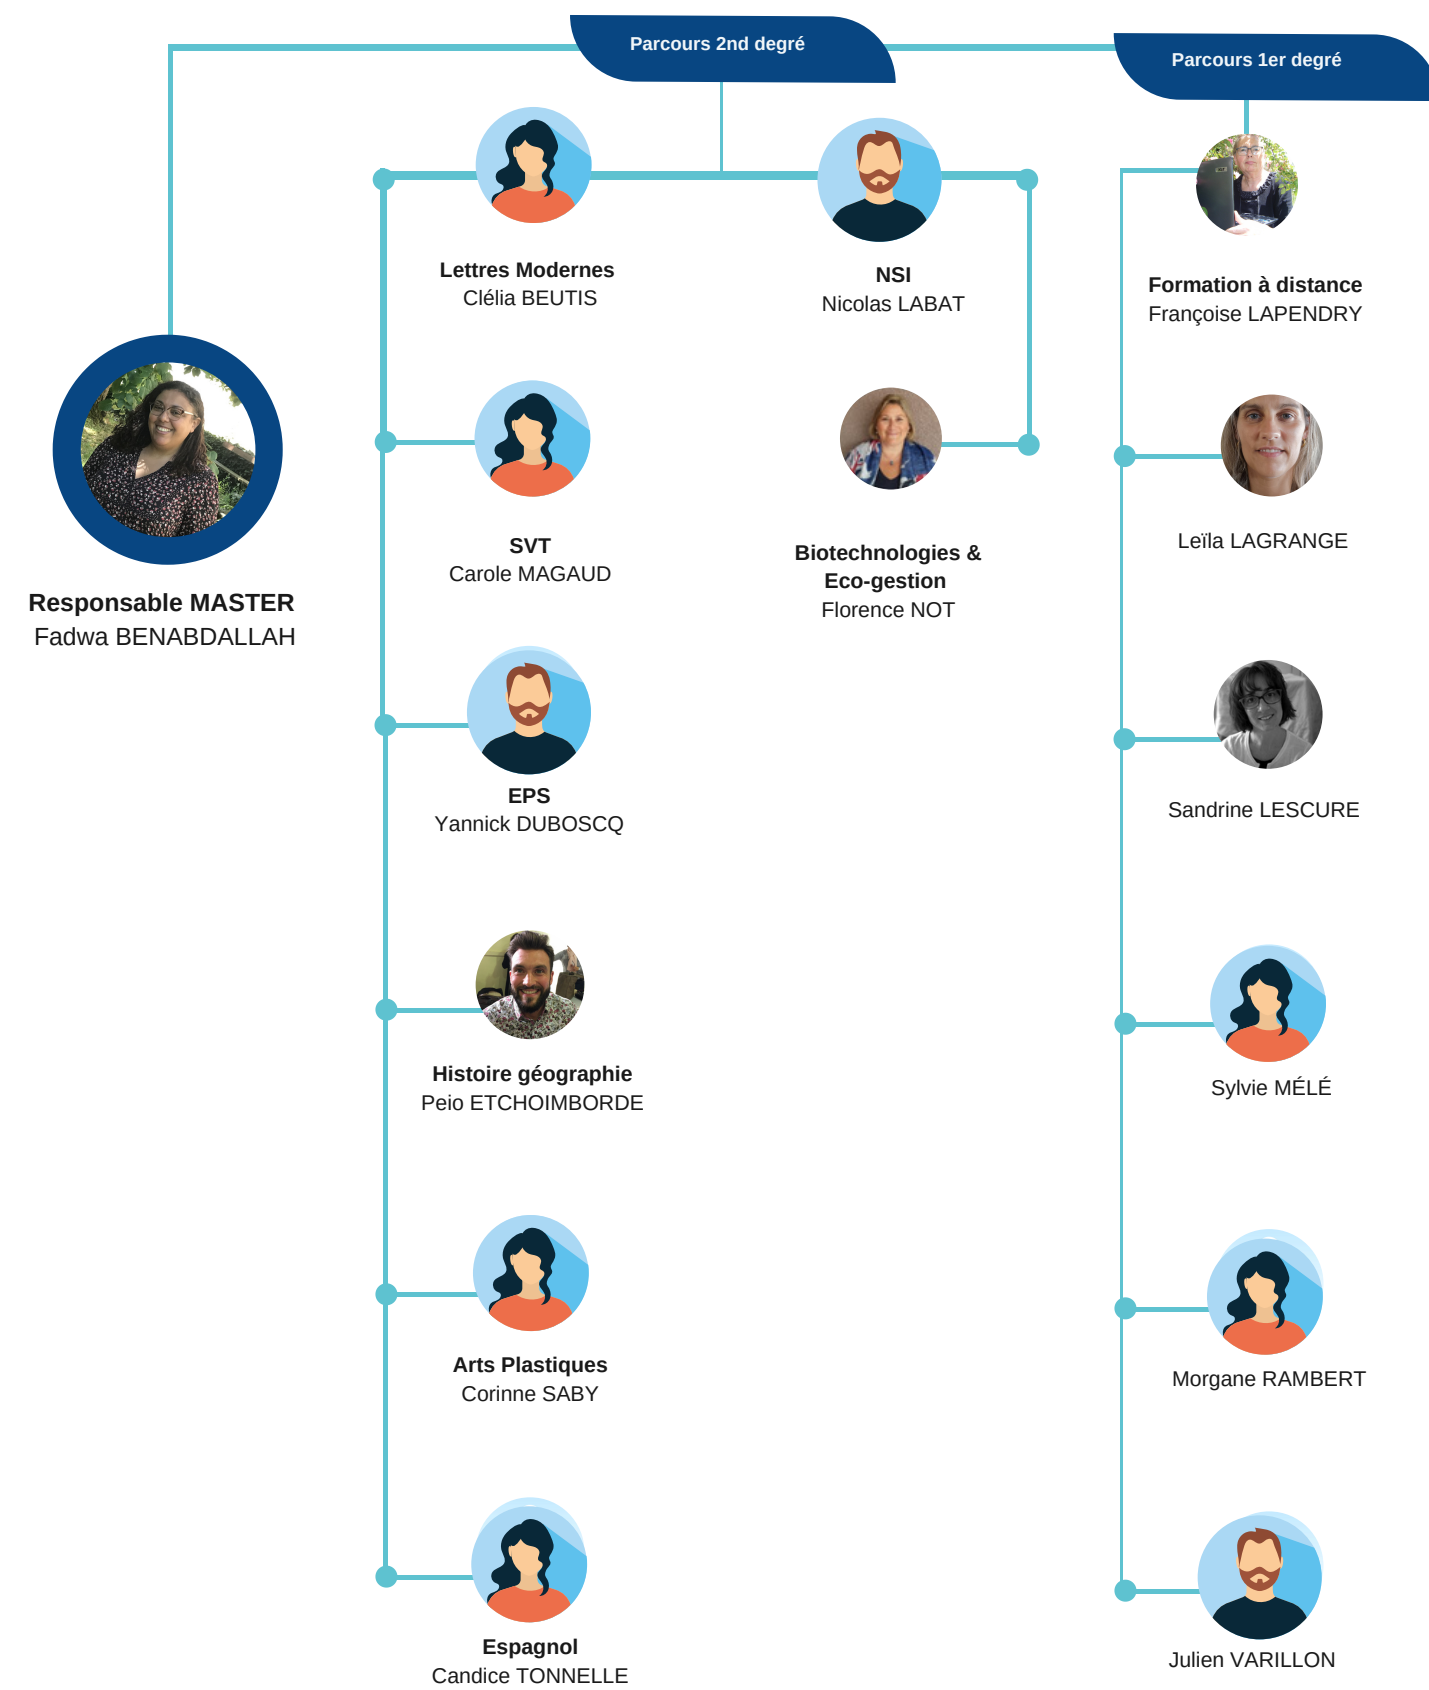 Parcours 2nd degré
Parcours 1er degré
Responsable MASTER
Fadwa BENABDALLAH
Lettres Modernes
Clélia BEUTIS
SVT
Carole MAGAUD
EPS
Yannick DUBOSCQ
Histoire géographie
Peio ETCHOIMBORDE
Arts Plastiques
Corinne SABY
Espagnol
Candice TONNELLE
NSI
Nicolas LABAT
Biotechnologies &
Eco-gestion
Florence NOT
Formation à distance
Françoise LAPENDRY
Leïla LAGRANGE
Sandrine LESCURE
Sylvie MÉLÉ
Morgane RAMBERT
Julien VARILLON